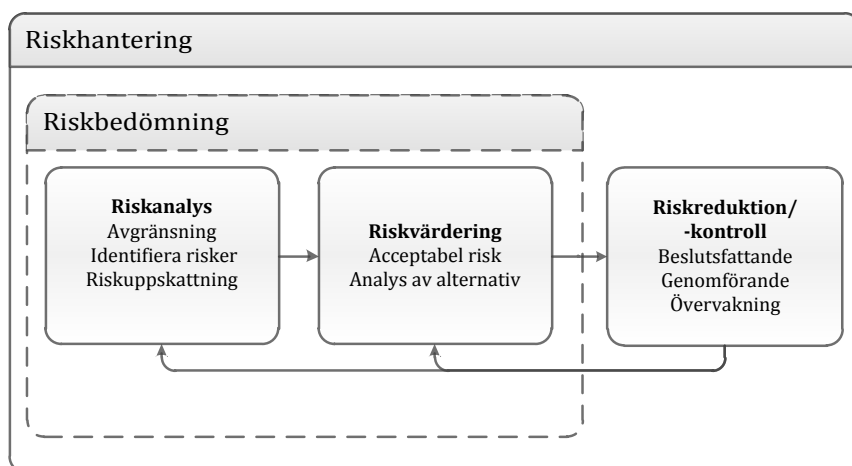 Riskhantering
Riskbedömning
Riskanalys
Avgränsning
Identifiera risker
Riskuppskattning
Riskvärdering
Acceptabel risk
Analys av alternativ
Riskreduktion/
-kontroll
Beslutsfattande
Genomförande
Övervakning